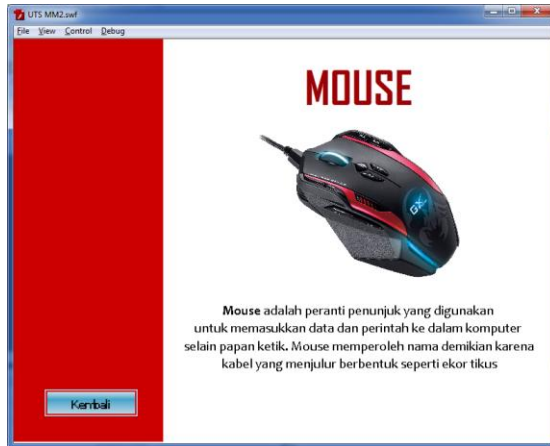 UTS MM2.swf
File View Control Debug
MOUSE
GX
Mouse adalah peranti penunjuk yang digunakan
untuk memasukkan data dan perintah ke dalam komputer
selain papan ketik. Mouse memperoleh nama demikian karena
kabel yang menjulur berbentuk seperti ekor tikus
Kembali